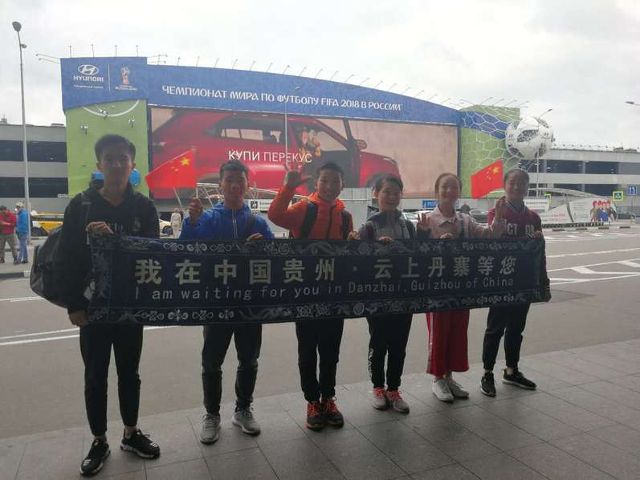 HYUNDAI
ЧЕМПИОНАТ МИРА ПО ФУТБОЛУ FIFA 2018 В РОССИИ
КУПИ ПЕРЕКУС
我在中国贵州·云上丹寨等您
I am waiting for you in Danzhai, Guizhou of China